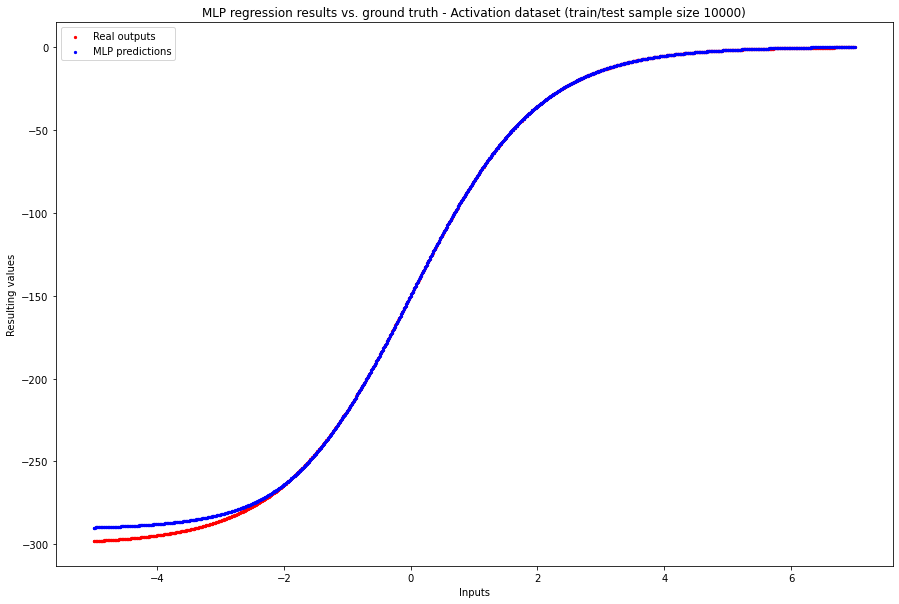 MLP regression results vs. ground truth - Activation dataset (train/test sample size 10000)
Real outputs
MLP predictions
0
−50
−100
−150
−200
−250
−300
Resulting values
−4
−2
0
2
4
6
Inputs